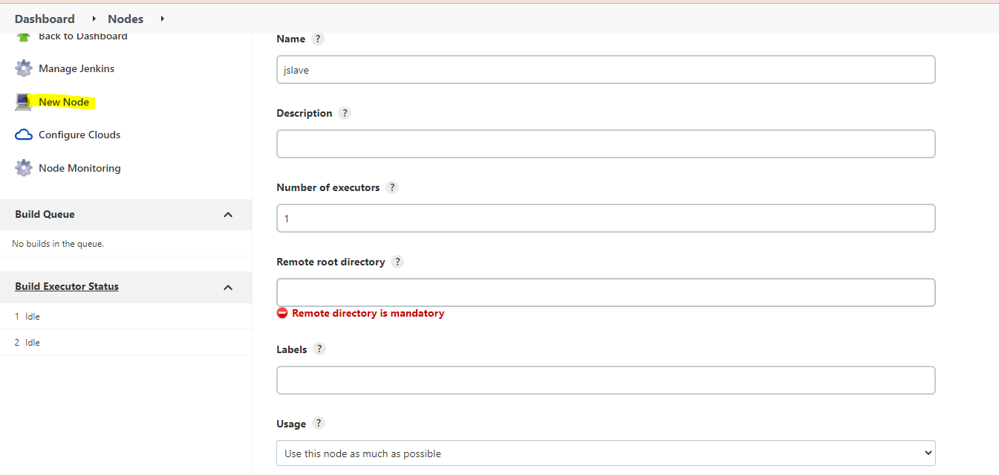 Dashboard Nodes
Back to Dashboard
Manage Jenkins
New Node
Configure Clouds
Node Monitoring
Build Queue
No builds in the queue.
Build Executor Status
1 Idle
2 Idle
Name ?
jslave
Description ?
Number of executors ?
1
Remote root directory ?
Remote directory is mandatory
Labels ?
Usage ?
Use this node as much as possible